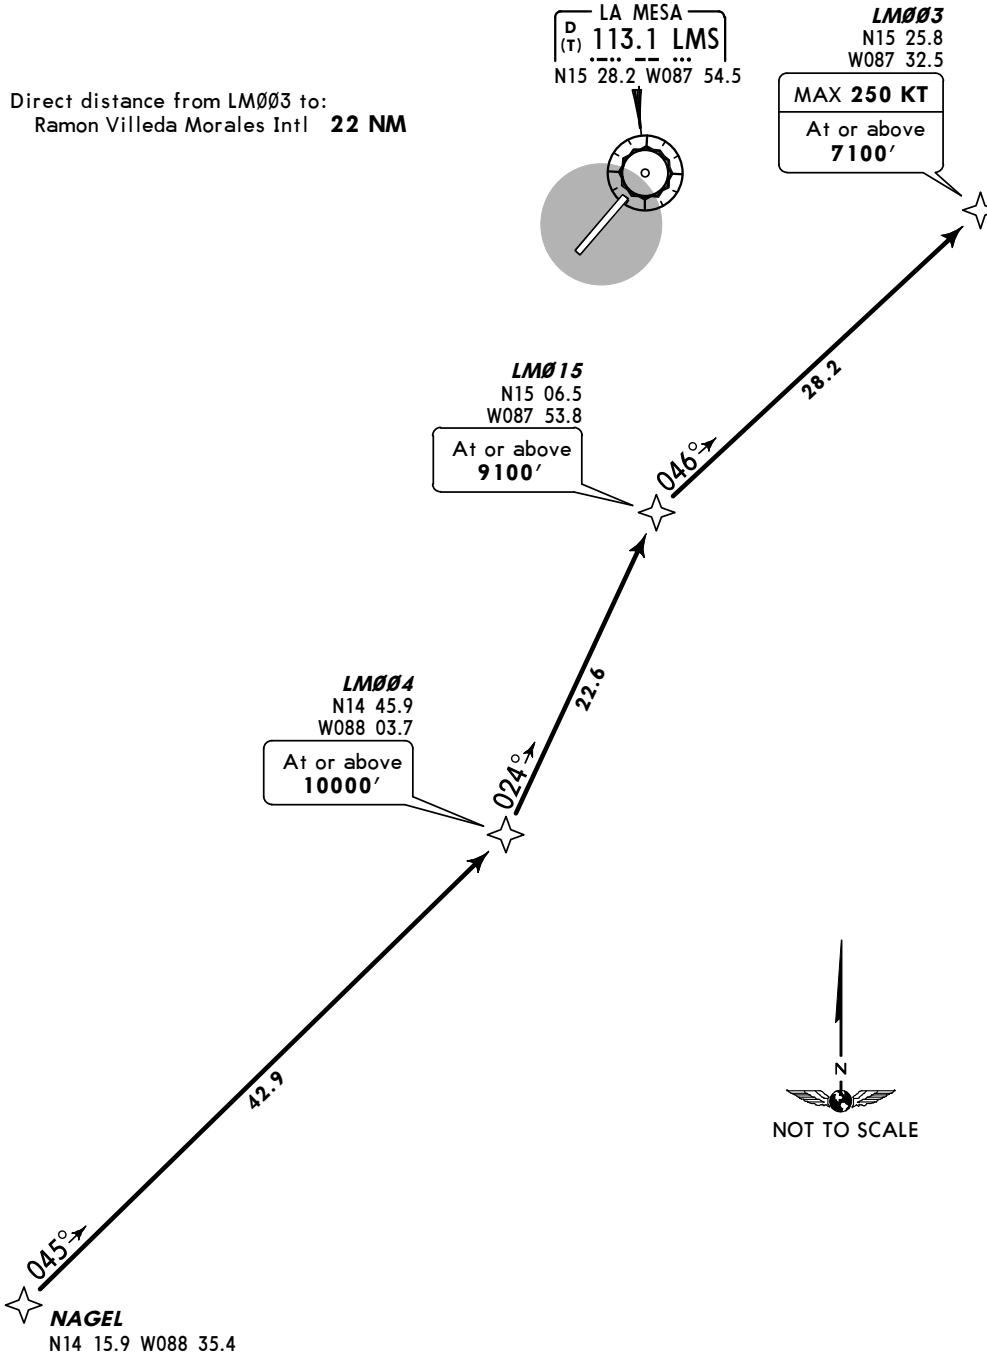 LA MESA
D
(T) 113.1 LMS
N15 28.2 W087 54.5
LMØØ3
N15 25.8
W087 32.5
MAX 250 KT
At or above
7100'
Direct distance from LMØØ3 to:
Ramon Villeda Morales Intl 22 NM
28.2
LMØ15
N15 06.5
W087 53.8
At or above
9100'
046°
22.6
LMØØ4
N14 45.9
W088 03.7
At or above
10000'
024°
42.9
N
NOT TO SCALE
045°
NAGEL
N14 15.9 W088 35.4